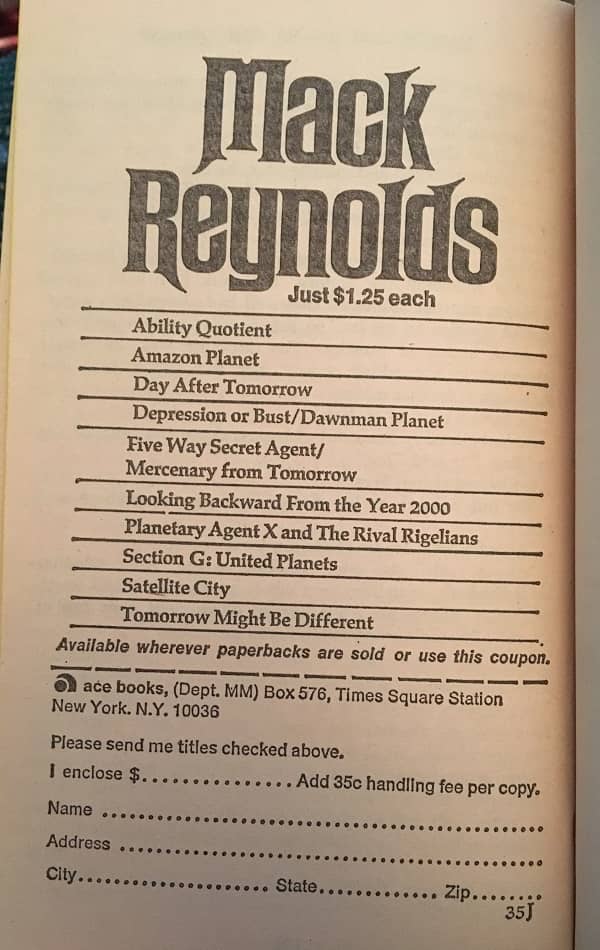 Mack
Reynolds
Just $1.25 each
Ability Quotient
Amazon Planet
Day After Tomorrow
Depression or Bust/Dawnman Planet
Five Way Secret Agent/
Mercenary from Tomorrow
Looking Backward From the Year 2000
Planetary Agent X and The Rival Rigelians
Section G: United Planets
Satellite City
Tomorrow Might Be Different
Available wherever paperbacks are sold or use this coupon.
ace books, (Dept. MM) Box 576, Times Square Station
New York. N.Y. 10036
Please send me titles checked above.
I enclose $............... Add 35c handling fee per copy.
Name ..................................................
Address ................................................
City..................... State............. Zip........
35J